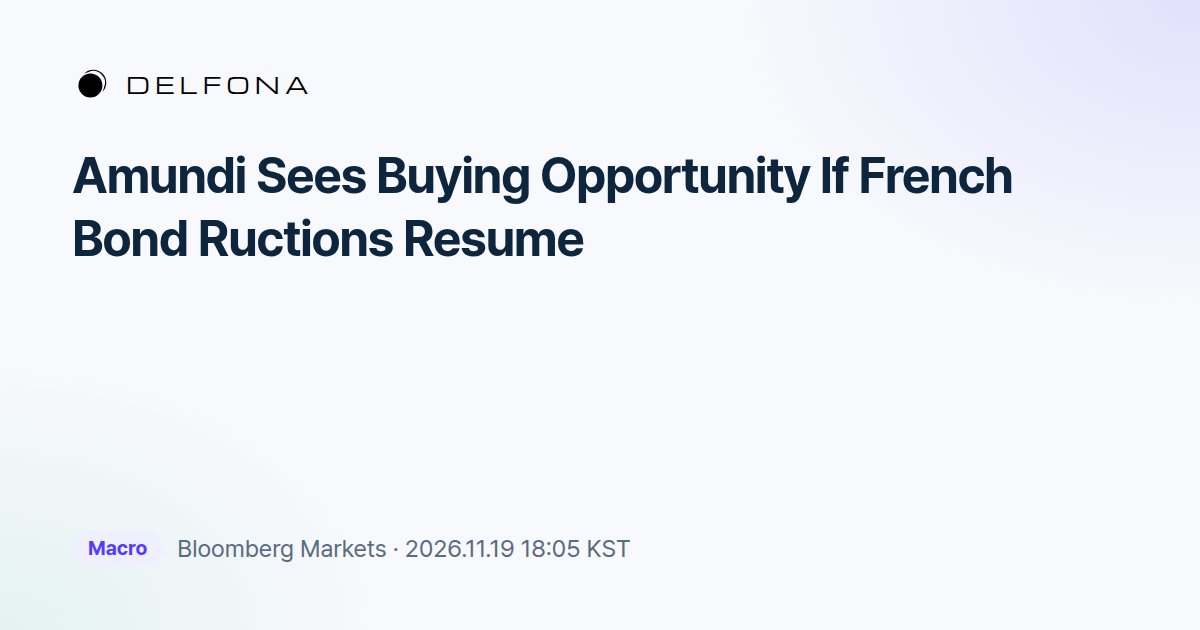 DELFONA
Amundi Sees Buying Opportunity If French
Bond Ructions Resume
Macro Bloomberg Markets · 2026.11.19 18:05 KST